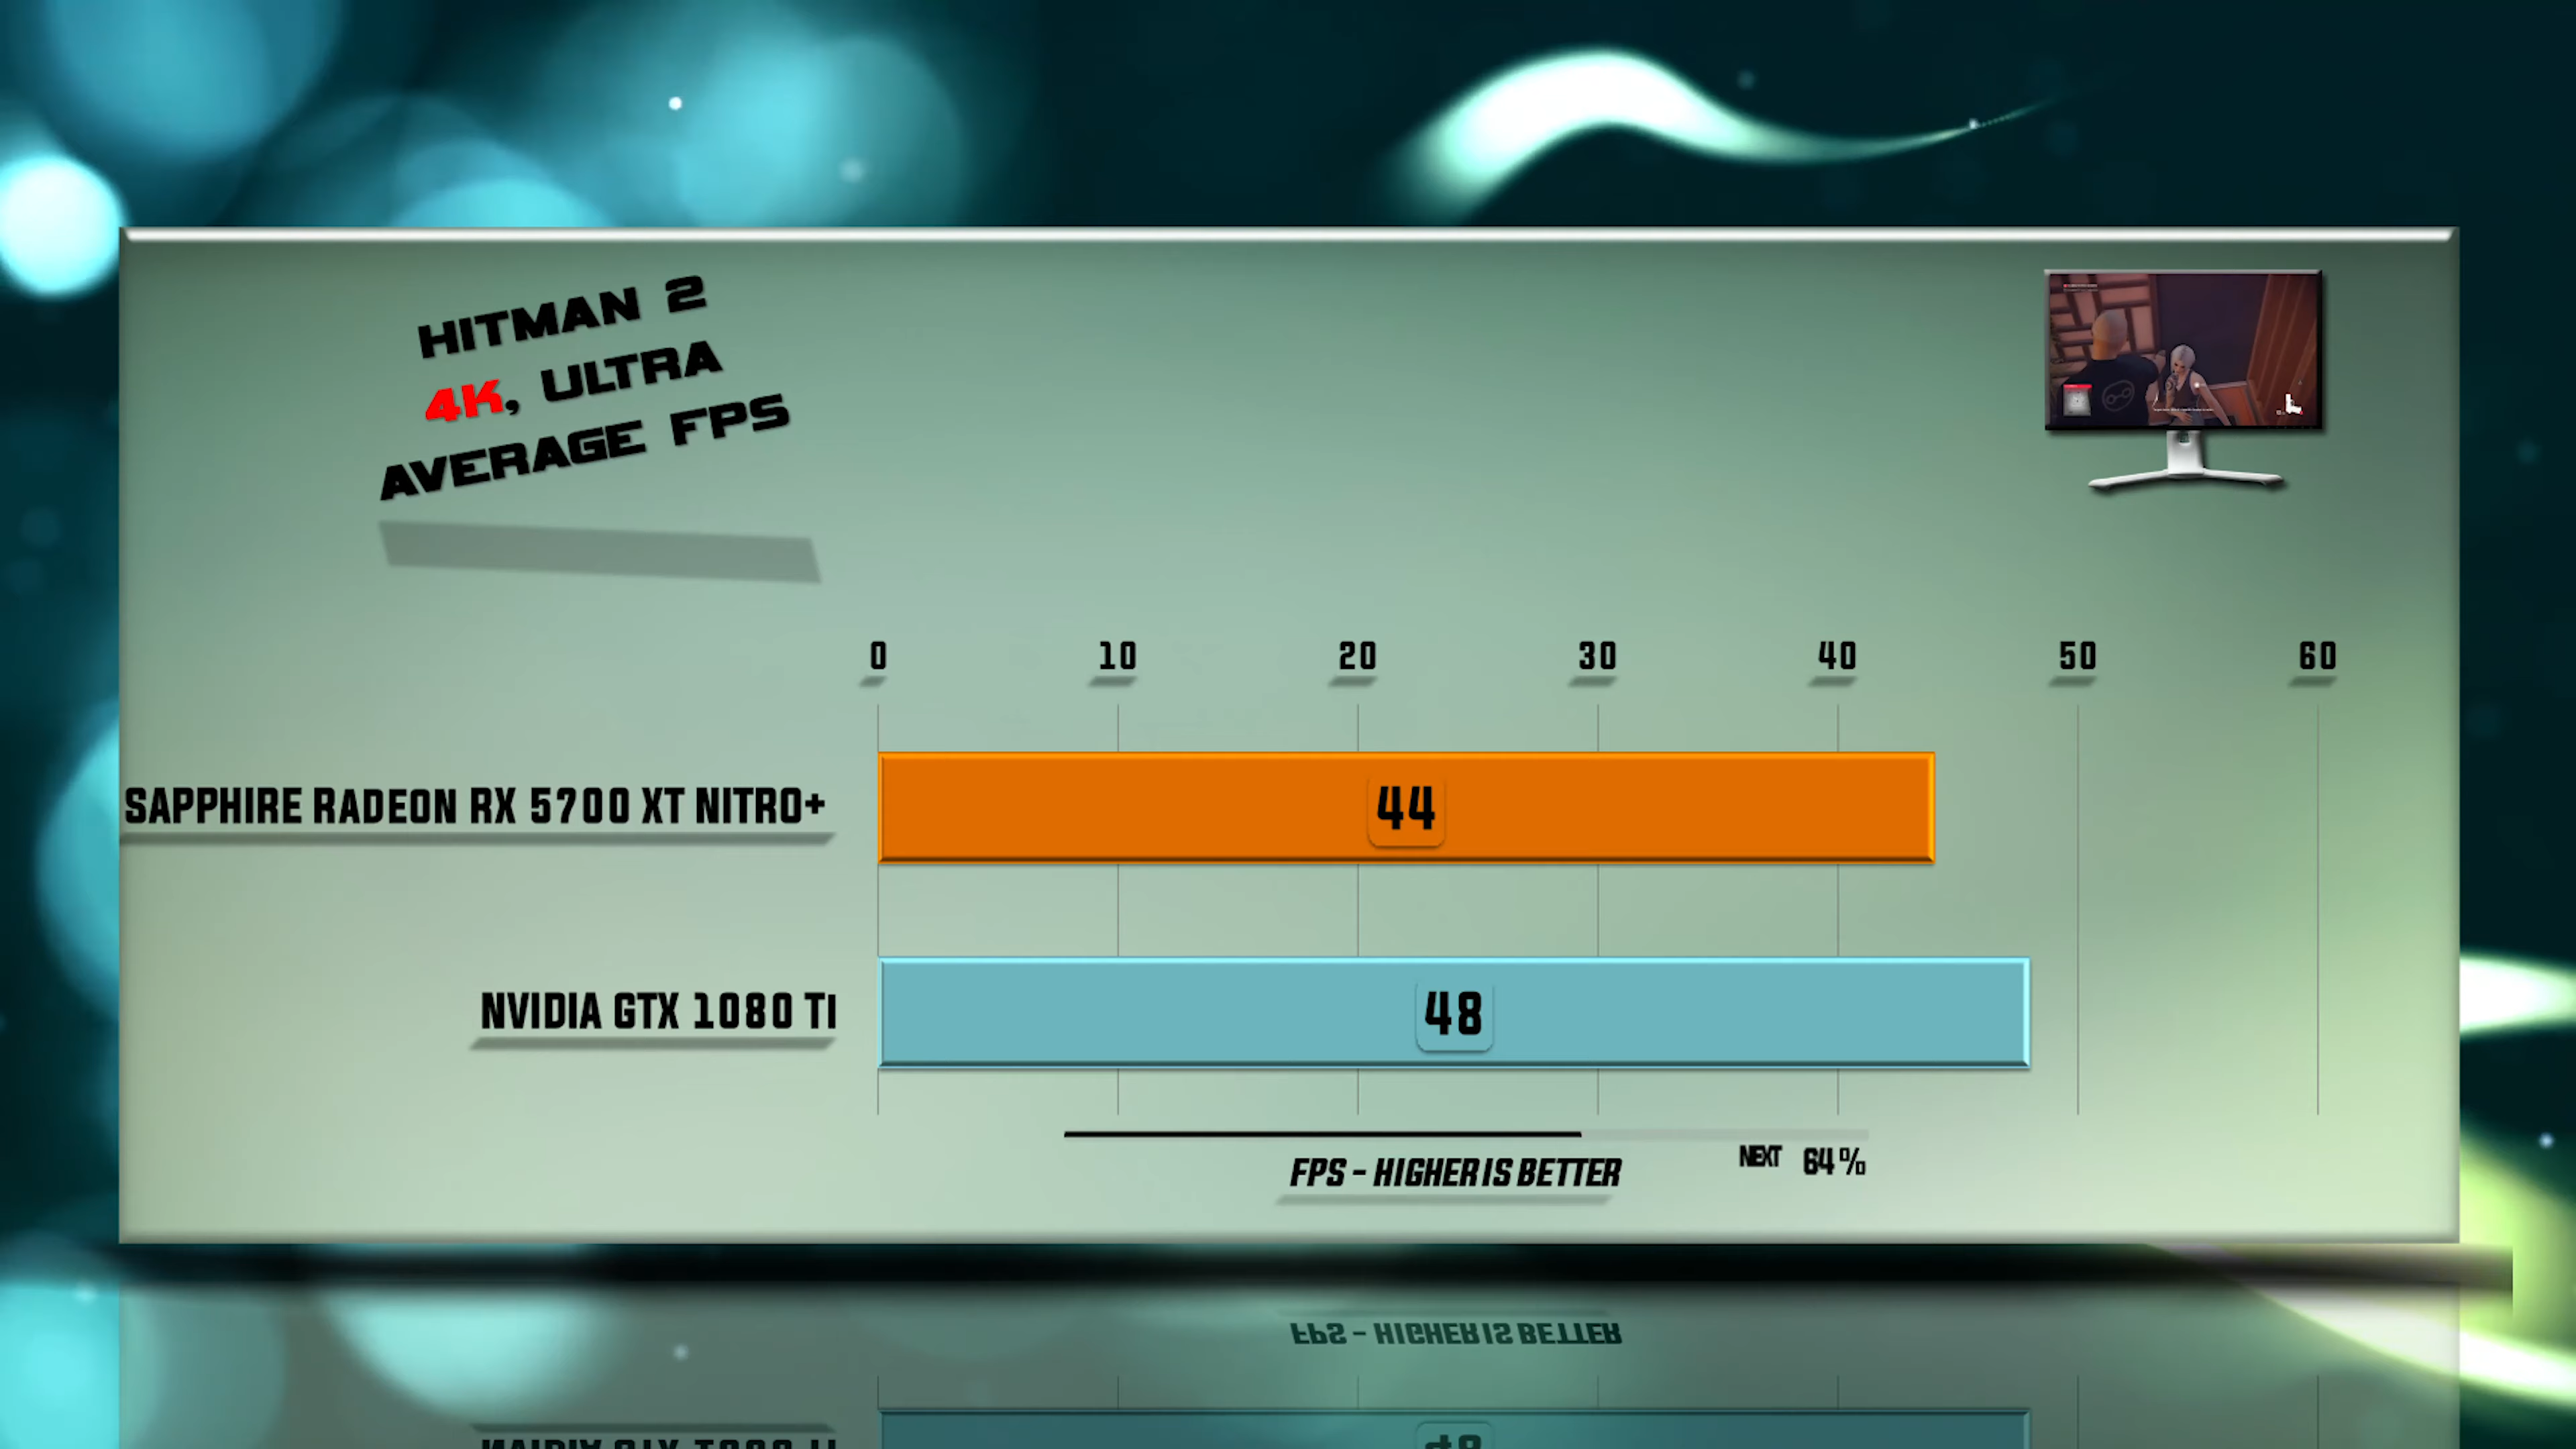 HITMAN 2
4K, ULTRA
AVERAGE FPS
0 10 20 30 40 50 60
SAPPHIRE RADEON RX 5700 XT NITRO+
44
NVIDIA GTX 1080 TI
48
NEXT 64%
FPS - HIGHER IS BETTER